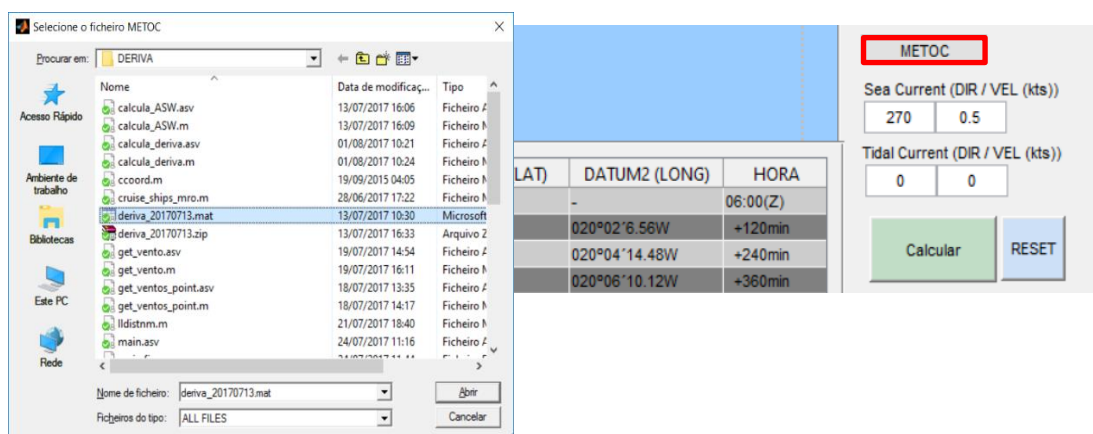 Selecione o ficheiro METOC
Procurar em: DERIVA
Acesso Rápido
Ambiente de
trabalho
Bibliotecas
Este PC
Rede
Nome Data de modificaç... Tipo
calcula_ASW.asv 13/07/2017 16:06 Ficheiro A
calcula_ASW.m 13/07/2017 16:09 Ficheiro M
calcula_deriva.asv 01/08/2017 10:21 Ficheiro A
calcula_deriva.m 01/08/2017 10:24 Ficheiro M
ccoord.m 19/09/2015 04:05 Ficheiro M
cruise_ships_mro.m 28/06/2017 17:22 Ficheiro M
deriva_20170713.mat 13/07/2017 10:30 Microsoft
deriva_20170713.zip 13/07/2017 16:33 Arquivo Z
get_vento.asv 19/07/2017 14:54 Ficheiro A
get_vento.m 19/07/2017 16:11 Ficheiro M
get_ventos_point.asv 18/07/2017 13:35 Ficheiro A
get_ventos_point.m 18/07/2017 14:17 Ficheiro M
lldistnm.m 21/07/2017 18:40 Ficheiro M
main.asv 24/07/2017 11:16 Ficheiro A
Nome de ficheiro: deriva_20170713.mat Abrir
Ficheiros do tipo: ALL FILES Cancelar
LAT) DATUM2 (LONG) HORA
- 06:00(Z)
020º02´6.56W +120min
020º04´14.48W +240min
020º06´10.12W +360min
METOC
Sea Current (DIR / VEL (kts))
270 0.5
Tidal Current (DIR / VEL (kts))
0 0
Calcular RESET